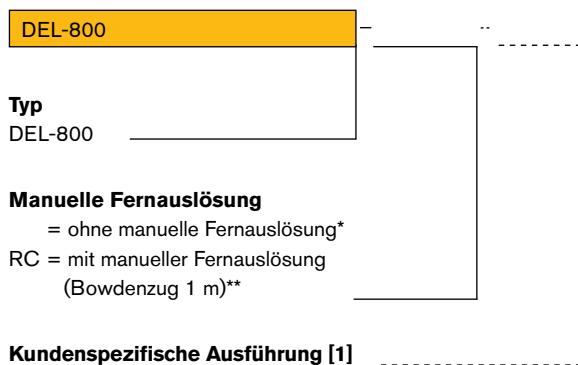 DEL-800
Typ
DEL-800
Manuelle Fernauslösung
= ohne manuelle Fernauslösung*
RC = mit manueller Fernauslösung
(Bowdenzug 1 m)**
Kundenspezifische Ausführung [1]